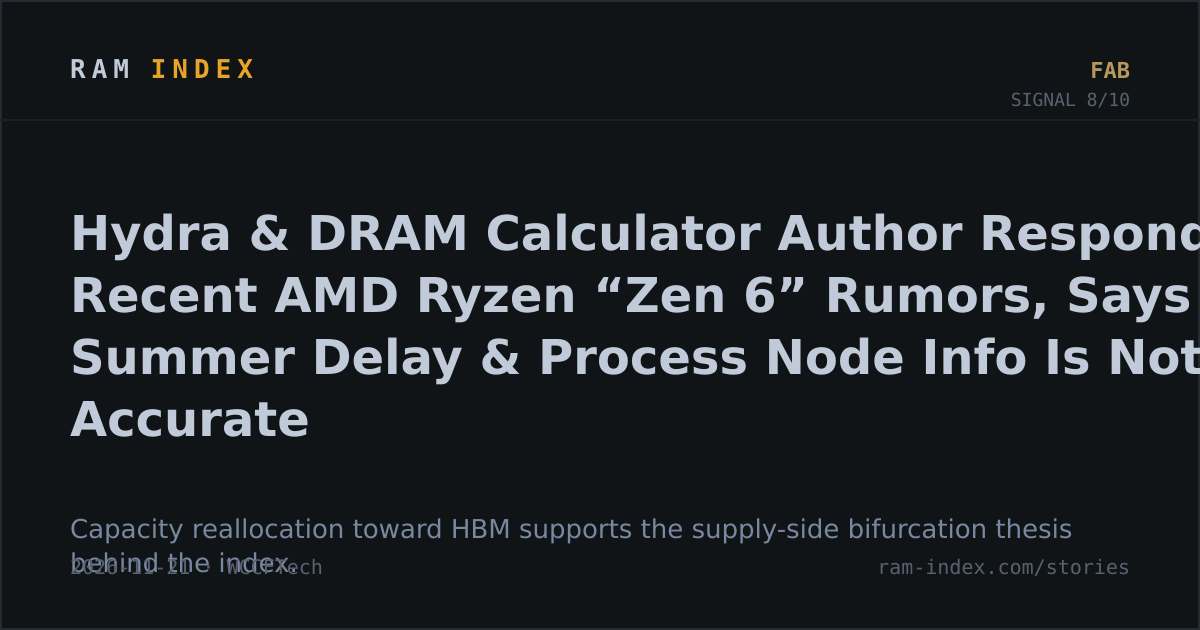 RAM INDEX
FAB
SIGNAL 8/10
Hydra & DRAM Calculator Author Respond
Recent AMD Ryzen “Zen 6” Rumors, Says
Summer Delay & Process Node Info Is Not
Accurate
Capacity reallocation toward HBM supports the supply-side bifurcation thesis
behind the index.
WCCFTech
ram-index.com/stories